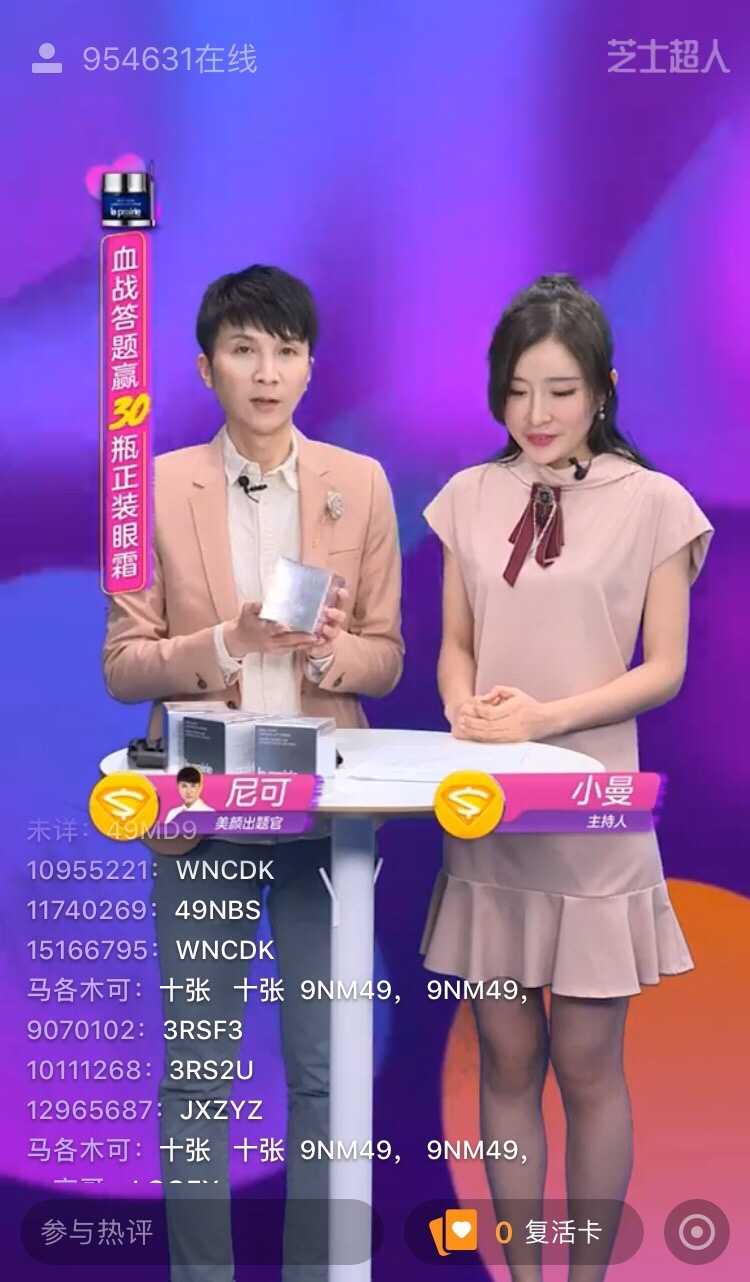 954631在线
芝士超人
la prairie
血战答题赢30瓶正装眼霜
尼可
美颜出题官
小曼
主持人
未详：49MD9
10955221：WNCDK
11740269：49NBS
15166795：WNCDK
马各木可：十张 十张 9NM49， 9NM49，
9070102：3RSF3
10111268：3RS2U
12965687：JXZYZ
马各木可：十张 十张 9NM49， 9NM49，
参与热评
0 复活卡